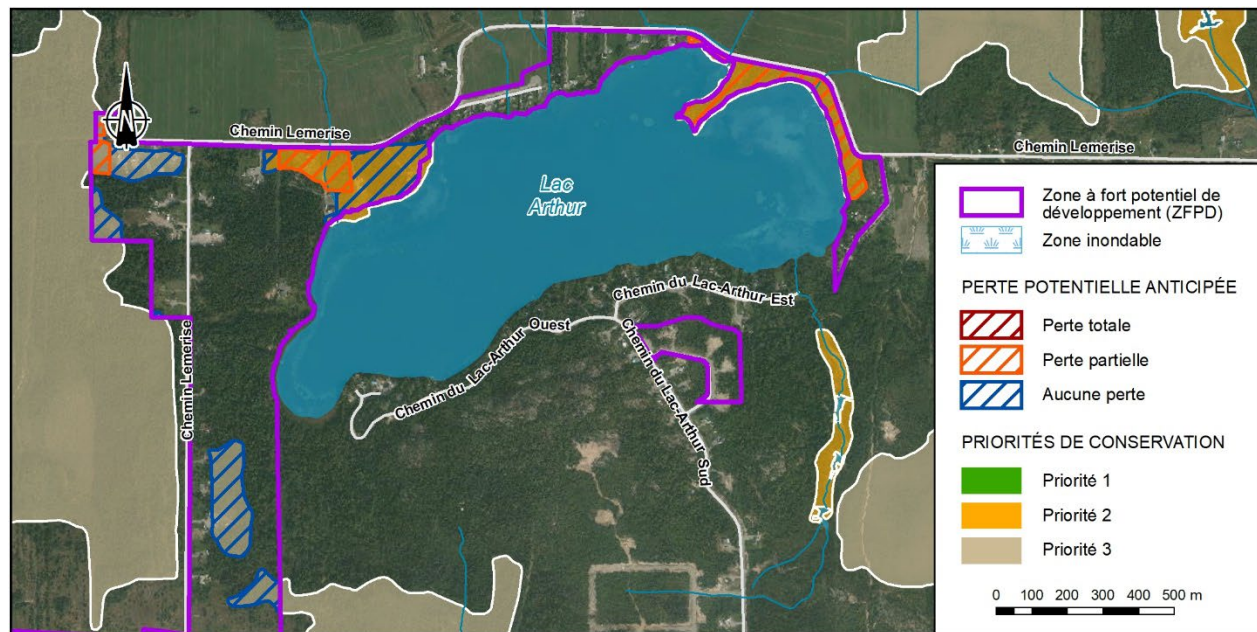 N
Chemin Lemerise
Chemin Lemerise
Lac
Arthur
Chemin du Lac-Arthur Est
Chemin du Lac-Arthur Ouest
Chemin du Lac-Arthur Sud
Chemin Lemerise
Zone à fort potentiel de
développement (ZFPD)
Zone inondable
PERTE POTENTIELLE ANTICIPÉE
Perte totale
Perte partielle
Aucune perte
PRIORITÉS DE CONSERVATION
Priorité 1
Priorité 2
Priorité 3
0 100 200 300 400 500 m